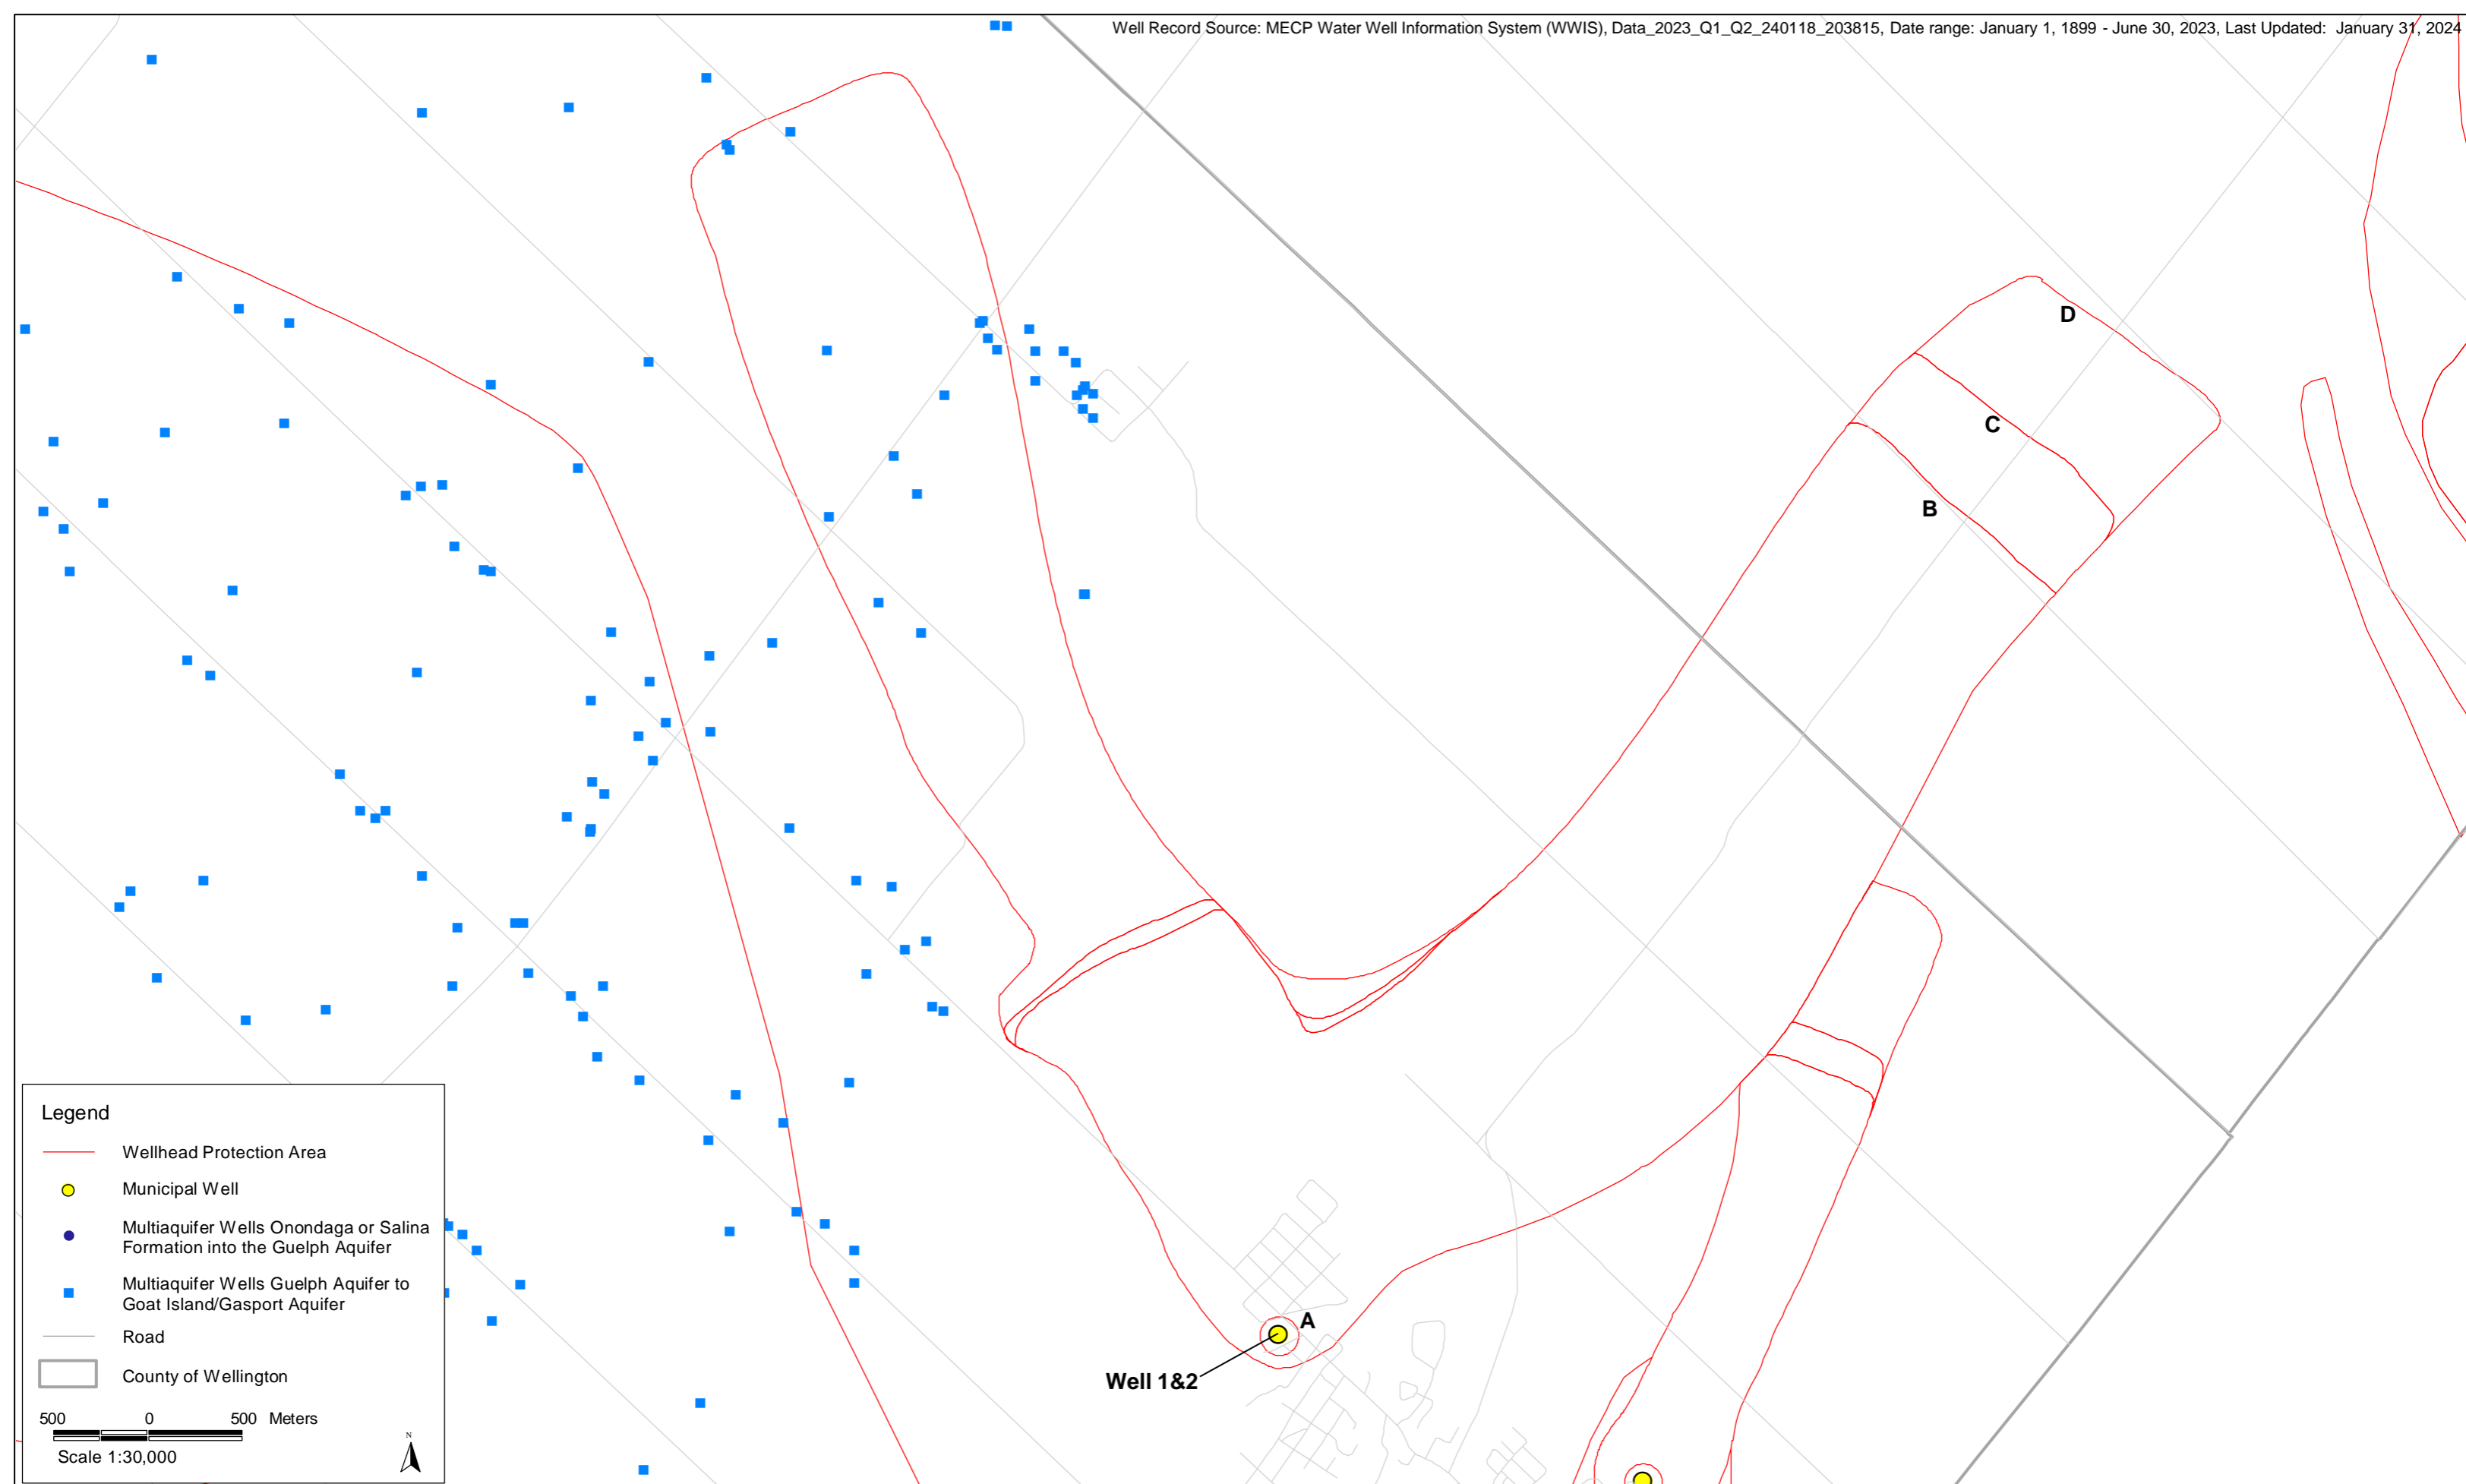 Well Record Source: MECP Water Well Information System (WWIS), Data_2023_Q1_Q2_240118_203815, Date range: January 1, 1899 - June 30, 2023, Last Updated: January 31, 2024
D
C
B
A
Well 1&2
Legend
Wellhead Protection Area
Municipal Well
Multiaquifer Wells Onondaga or Salina
Formation into the Guelph Aquifer
Multiaquifer Wells Guelph Aquifer to
Goat Island/Gasport Aquifer
Road
County of Wellington
500 0 500 Meters
Scale 1:30,000
N